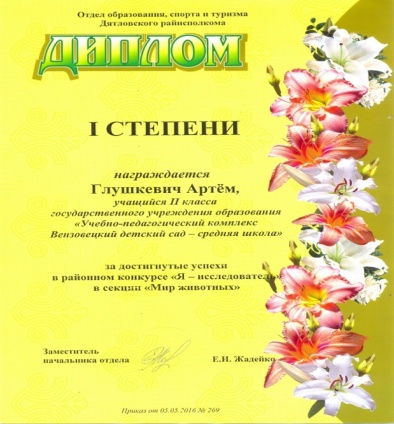 Отдел образования, спорта и туризма
Дятловского райисполкома
ДИПЛОМ
I СТЕПЕНИ
награждается
Глушкевич Артём,
учащийся II класса
государственного учреждения образования
«Учебно-педагогический комплекс
Вензовецкий детский сад – средняя школа»
за достигнутые успехи
в районном конкурсе «Я – исследователь»
в секции «Мир животных»
Заместитель
начальника отдела
Е.Н. Жадейко
Приказ от 05.05.2016 № 269